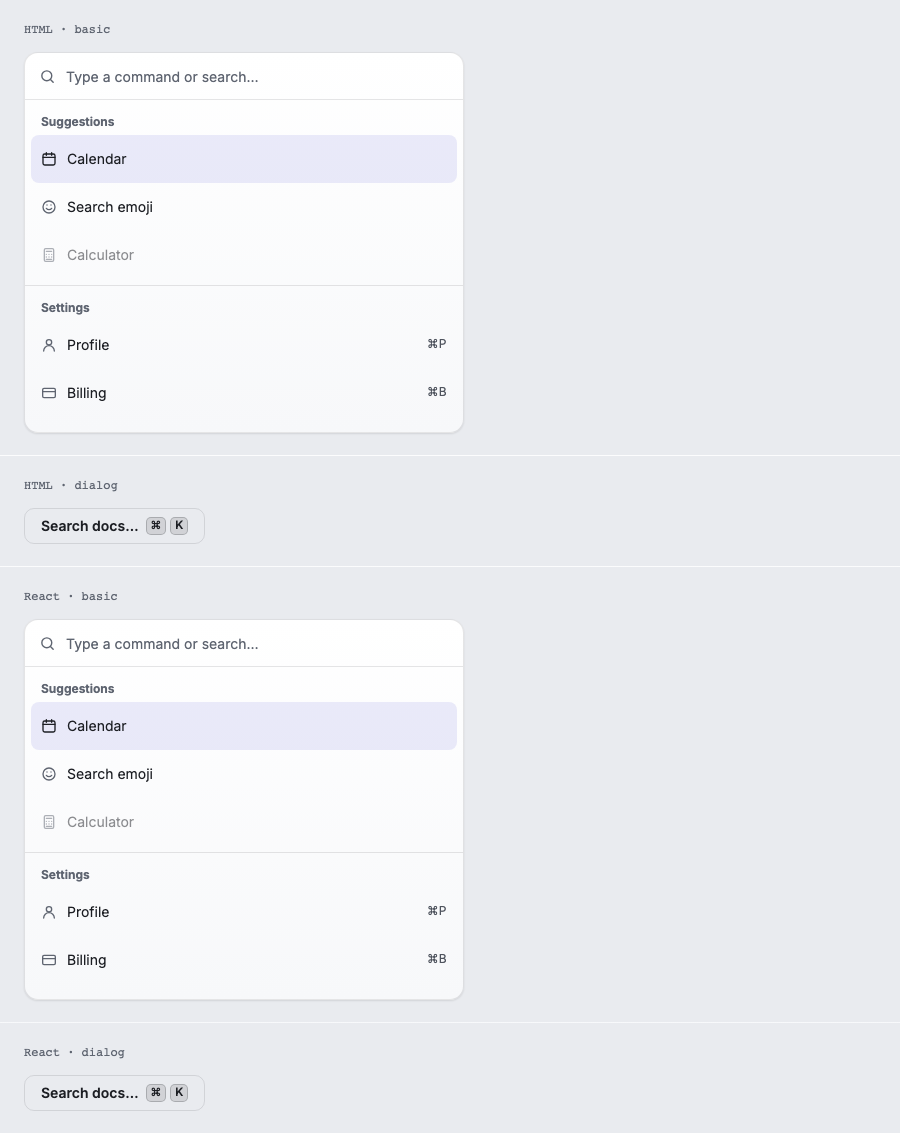 HTML · basic
Type a command or search...
Suggestions
Calendar
Search emoji
Calculator
Settings
Profile ⌘P
Billing ⌘B
HTML · dialog
Search docs... ⌘ K
React · basic
Type a command or search...
Suggestions
Calendar
Search emoji
Calculator
Settings
Profile ⌘P
Billing ⌘B
React · dialog
Search docs... ⌘ K